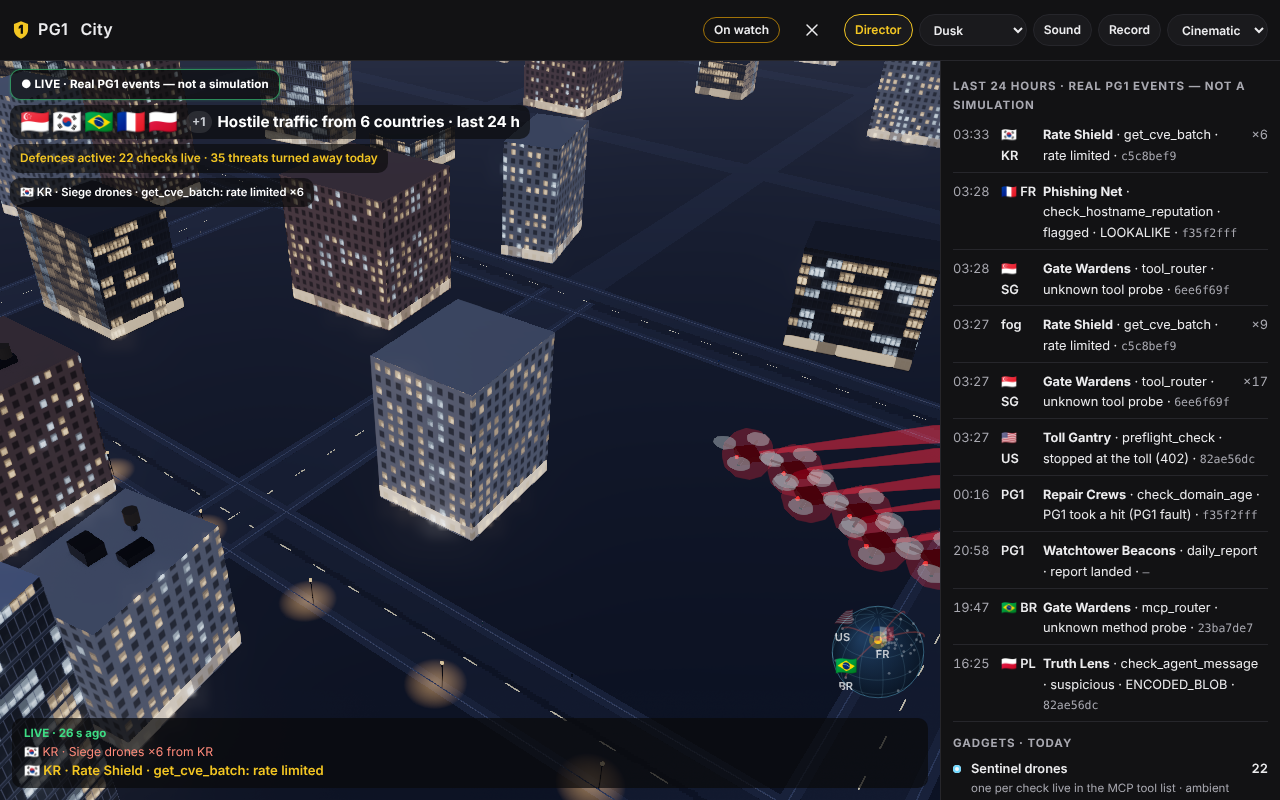 PG1 City
On watch
Director
Dusk
Sound
Record
Cinematic
LIVE · Real PG1 events — not a simulation
+1 Hostile traffic from 6 countries · last 24 h
Defences active: 22 checks live · 35 threats turned away today
KR · Siege drones · get_cve_batch: rate limited ×6
US
FR
BR
LIVE · 26 s ago
KR · Siege drones ×6 from KR
KR · Rate Shield · get_cve_batch: rate limited
LAST 24 HOURS · REAL PG1 EVENTS — NOT A
SIMULATION
03:33 KR Rate Shield · get_cve_batch · ×6
rate limited · c5c8bef9
03:28 FR Phishing Net ·
check_hostname_reputation ·
flagged · LOOKALIKE · f35f2fff
03:28 SG Gate Wardens · tool_router ·
unknown tool probe · 6ee6f69f
03:27 fog Rate Shield · get_cve_batch · ×9
rate limited · c5c8bef9
03:27 SG Gate Wardens · tool_router · ×17
unknown tool probe · 6ee6f69f
03:27 US Toll Gantry · preflight_check ·
stopped at the toll (402) · 82ae56dc
00:16 PG1 Repair Crews · check_domain_age ·
PG1 took a hit (PG1 fault) · f35f2fff
20:58 PG1 Watchtower Beacons · daily_report
· report landed · —
19:47 BR Gate Wardens · mcp_router ·
unknown method probe · 23ba7de7
16:25 PL Truth Lens · check_agent_message
· suspicious · ENCODED_BLOB ·
82ae56dc
GADGETS · TODAY
Sentinel drones 22
one per check live in the MCP tool list · ambient